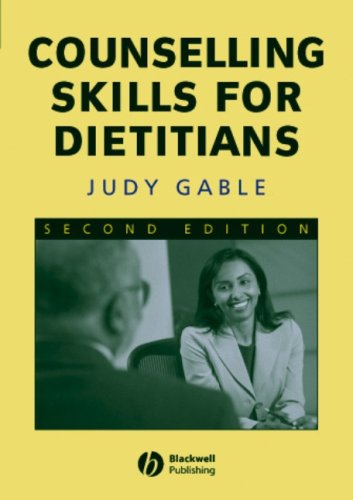 COUNSELLING
SKILLS FOR
DIETITIANS
JUDY GABLE
SECOND EDITION
Blackwell
Publishing